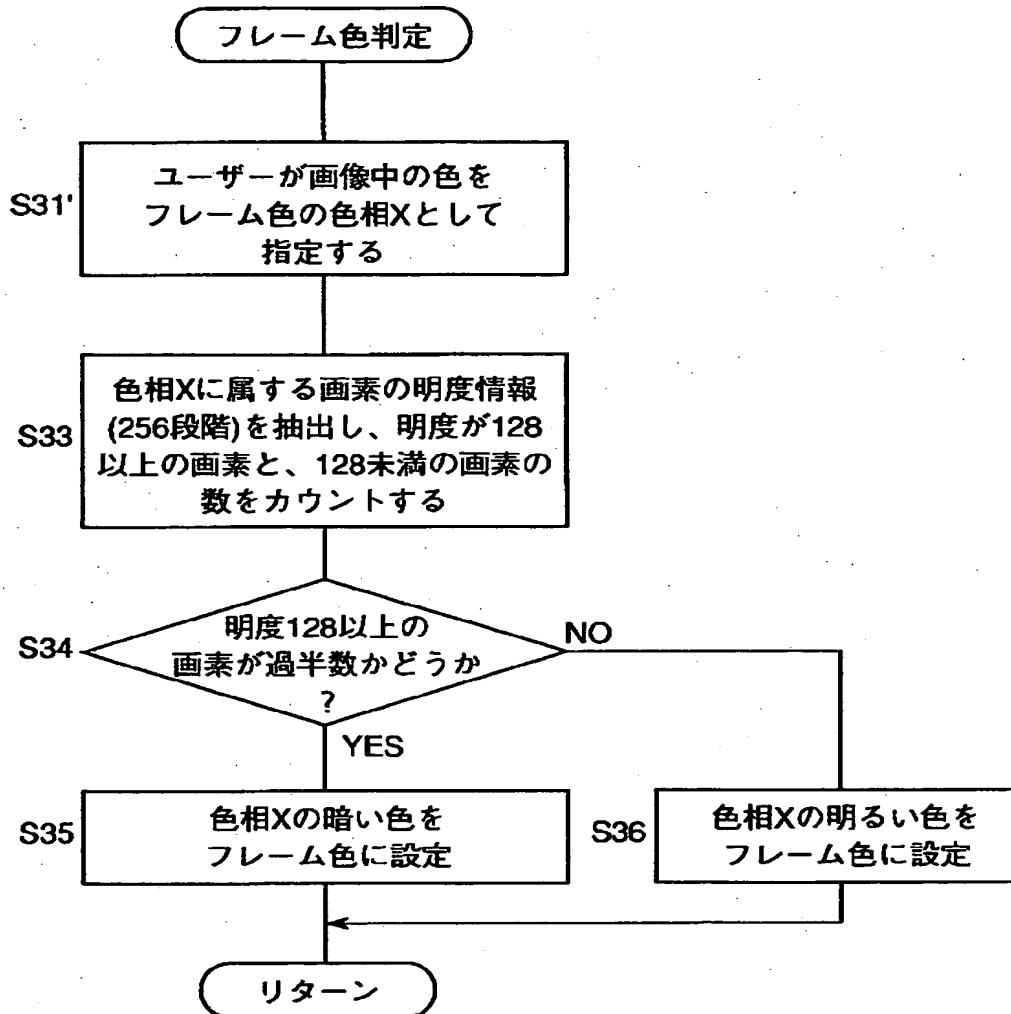 フレーム色判定
S31'
ユーザーが画像中の色を
フレーム色の色相Xとして
指定する
S33
色相Xに属する画素の明度情報
(256段階)を抽出し、明度が128
以上の画素と、128未満の画素の
数をカウントする
S34
明度128以上の
画素が過半数かどうか
?
NO
YES
S35
色相Xの暗い色を
フレーム色に設定
S36
色相Xの明るい色を
フレーム色に設定
リターン